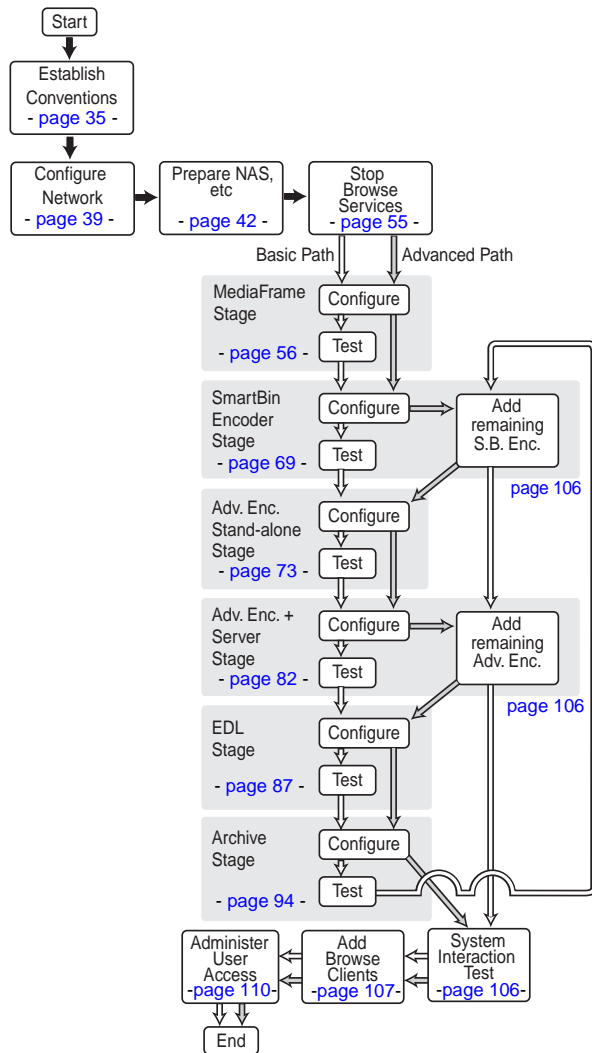 Start
Establish
Conventions
- page 35 -
Configure
Network
- page 39 -
Prepare NAS,
etc
- page 42 -
Stop
Browse
Services
- page 55 -
Basic Path
Advanced Path
MediaFrame
Stage
- page 56 -
Configure
Test
SmartBin
Encoder
Stage
- page 69 -
Configure
Test
Add
remaining
S.B. Enc.
page 106
Adv. Enc.
Stand-alone
Stage
- page 73 -
Configure
Test
Adv. Enc. +
Server
Stage
- page 82 -
Configure
Test
Add
remaining
Adv. Enc.
page 106
EDL
Stage
- page 87 -
Configure
Test
Archive
Stage
- page 94 -
Configure
Test
Administer
User
Access
-page 110-
Add
Browse
Clients
-page 107-
System
Interaction
Test
-page 106-
End